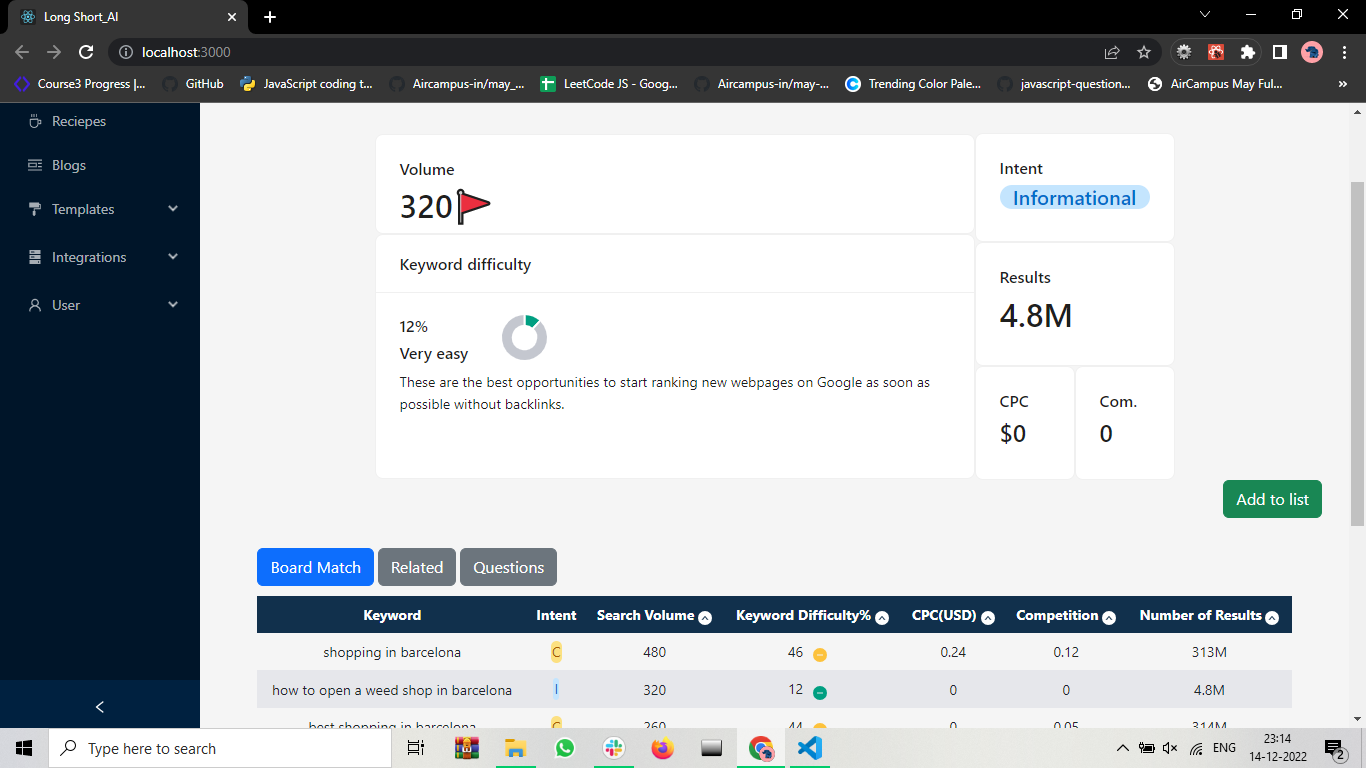 Long Short_AI
localhost:3000
Course3 Progress |...
GitHub
JavaScript coding t...
Aircampus-in/may_...
LeetCode JS - Goog...
Aircampus-in/may-...
Trending Color Pale...
javascript-question...
AirCampus May Ful...
»
Reciepes
Blogs
Templates
Integrations
User
Volume
320
Keyword difficulty
12%
Very easy
These are the best opportunities to start ranking new webpages on Google as soon as
possible without backlinks.
Intent
Informational
Results
4.8M
CPC
$0
Com.
0
Add to list
Board Match Related Questions
Keyword Intent Search Volume Keyword Difficulty% CPC(USD) Competition Number of Results
shopping in barcelona C 480 46 0.24 0.12 313M
how to open a weed shop in barcelona I 320 12 0 0 4.8M
best shopping in barcelona C 260 44 0 0.05 314M
Type here to search
ENG
23:14
14-12-2022
2